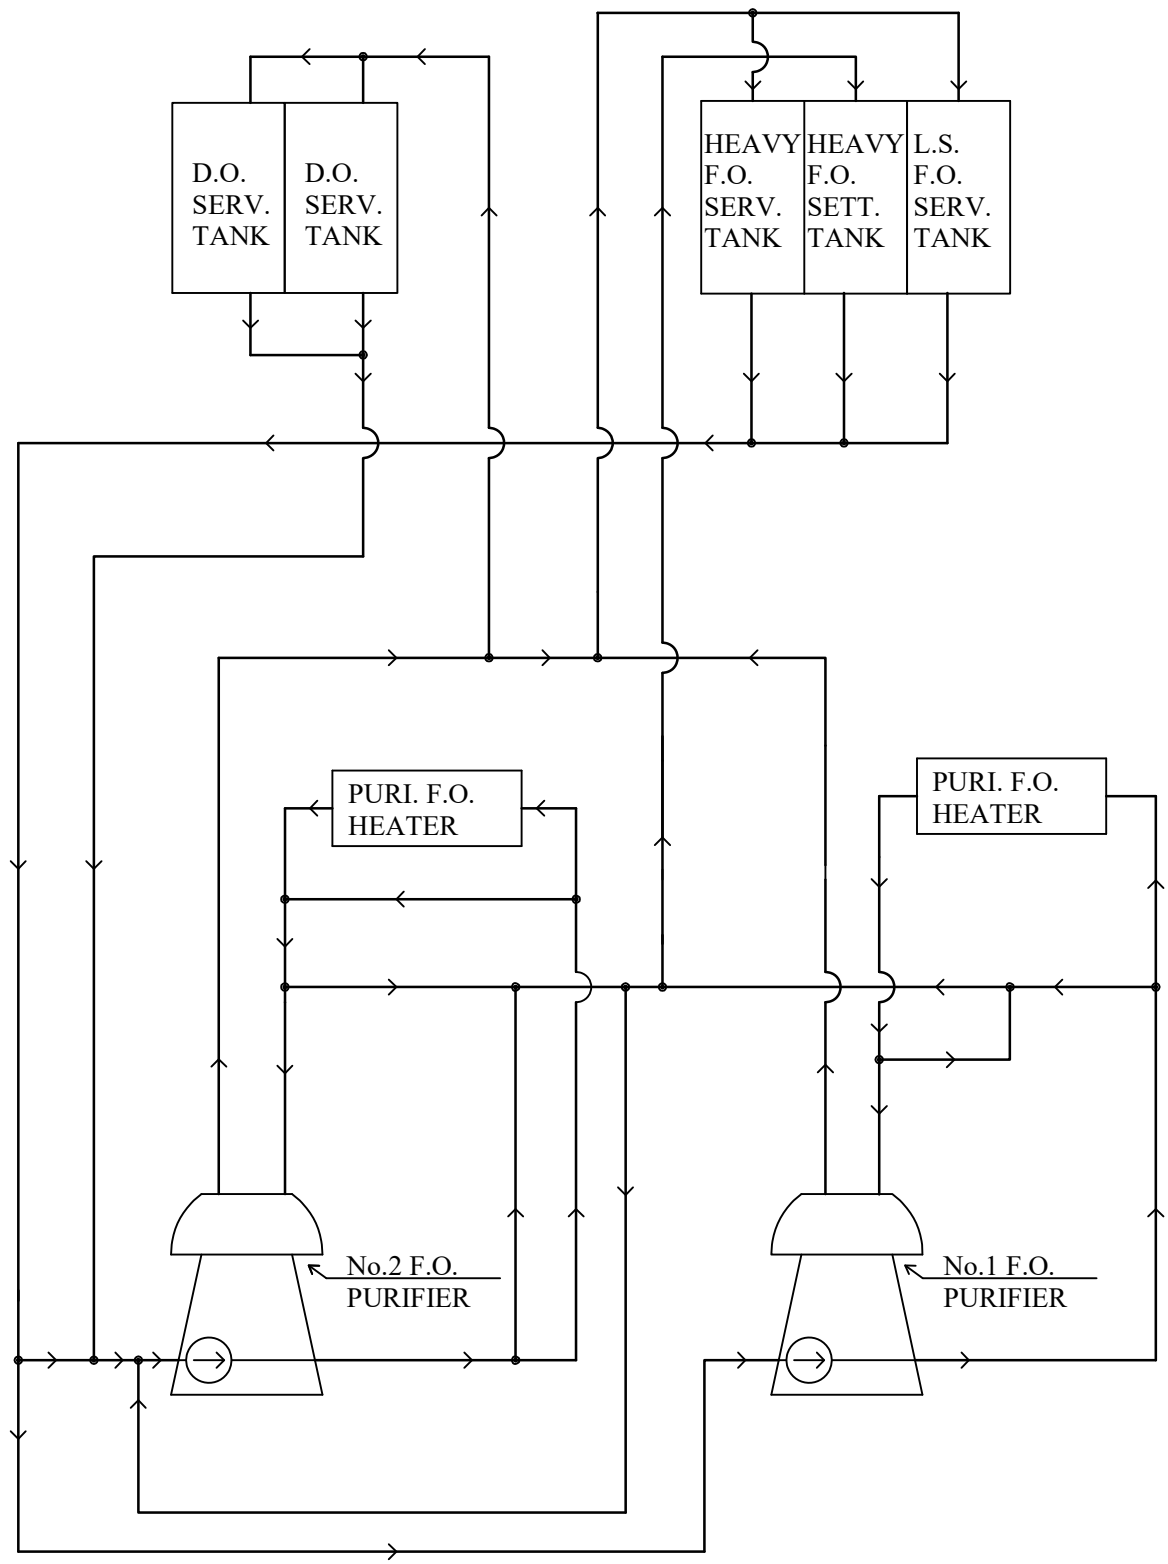 D.O.
SERV.
TANK
D.O.
SERV.
TANK
HEAVY
F.O.
SERV.
TANK
HEAVY
F.O.
SETT.
TANK
L.S.
F.O.
SERV.
TANK
PURI. F.O.
HEATER
PURI. F.O.
HEATER
No.2 F.O.
PURIFIER
No.1 F.O.
PURIFIER